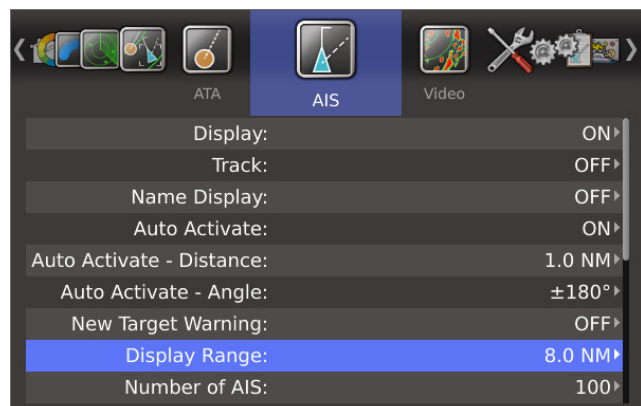 ATA
AIS
Video
Display: ON
Track: OFF
Name Display: OFF
Auto Activate: ON
Auto Activate - Distance: 1.0 NM
Auto Activate - Angle: ±180°
New Target Warning: OFF
Display Range: 8.0 NM
Number of AIS: 100